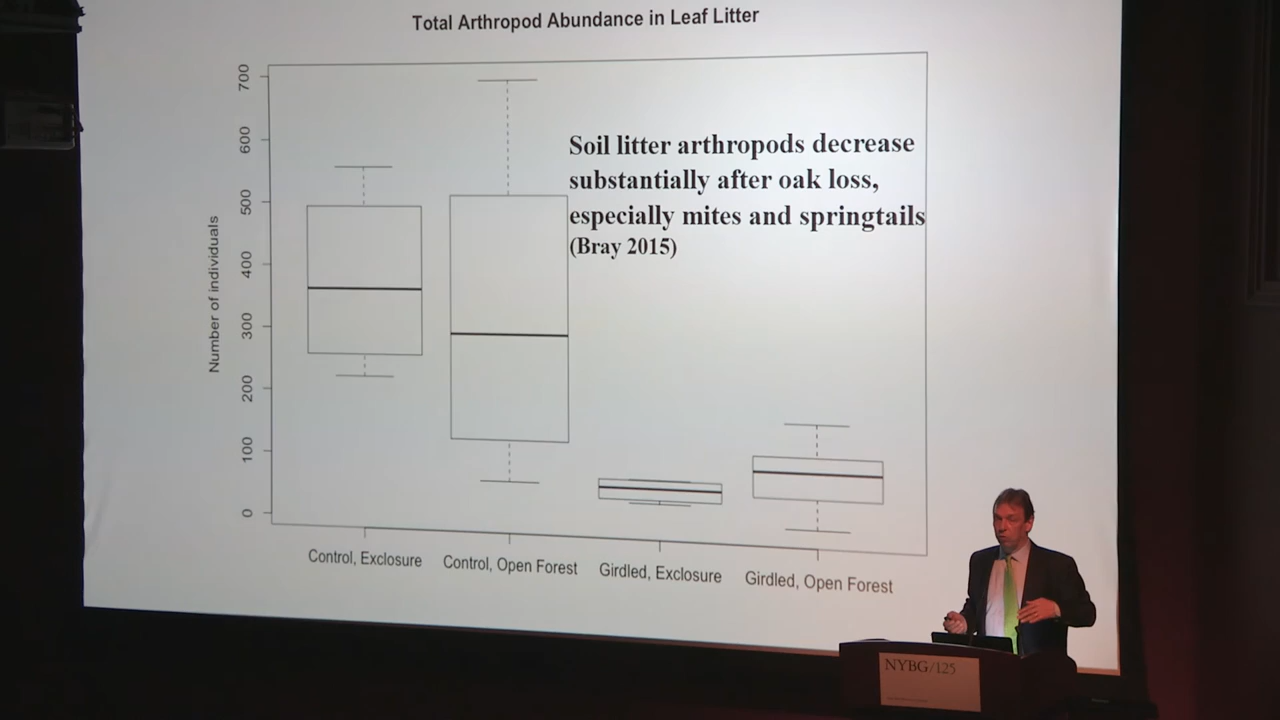 Total Arthropod Abundance in Leaf Litter
Number of individuals
700
600
500
400
300
200
100
0
Soil litter arthropods decrease
substantially after oak loss,
especially mites and springtails
(Bray 2015)
Control, Exclosure
Control, Open Forest
Girdled, Exclosure
Girdled, Open Forest
NYBG/125